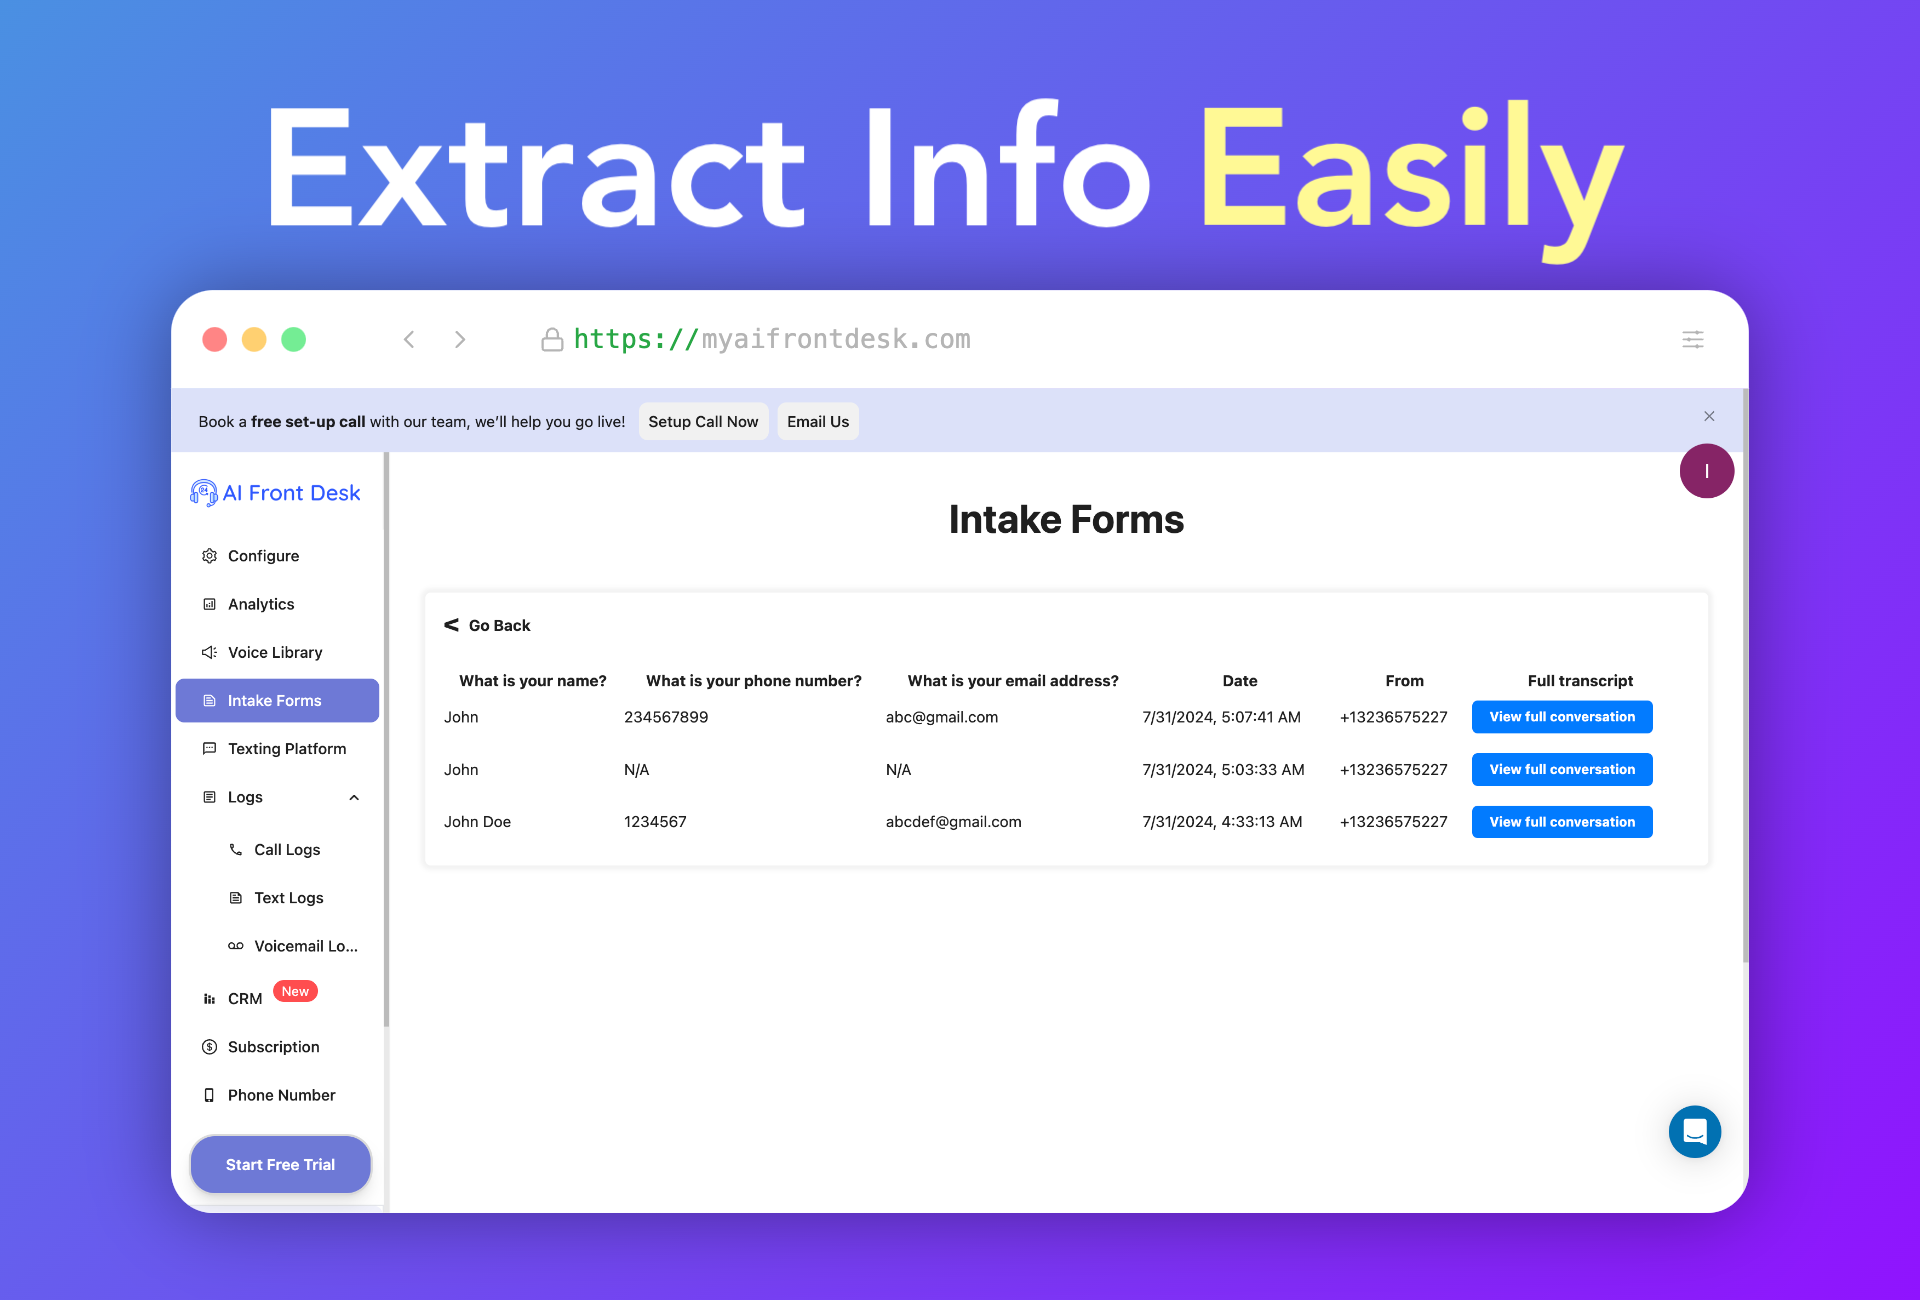 Extract Info Easily
https://myaifrontdesk.com
Book a free set-up call with our team, we'll help you go live! Setup Call Now Email Us
I
AI Front Desk
Configure
Analytics
Voice Library
Intake Forms
Texting Platform
Logs
Call Logs
Text Logs
Voicemail Lo...
CRM New
Subscription
Phone Number
Start Free Trial
Intake Forms
< Go Back
What is your name? What is your phone number? What is your email address? Date From Full transcript
John 234567899 abc@gmail.com 7/31/2024, 5:07:41 AM +13236575227 View full conversation
John N/A N/A 7/31/2024, 5:03:33 AM +13236575227 View full conversation
John Doe 1234567 abcdef@gmail.com 7/31/2024, 4:33:13 AM +13236575227 View full conversation